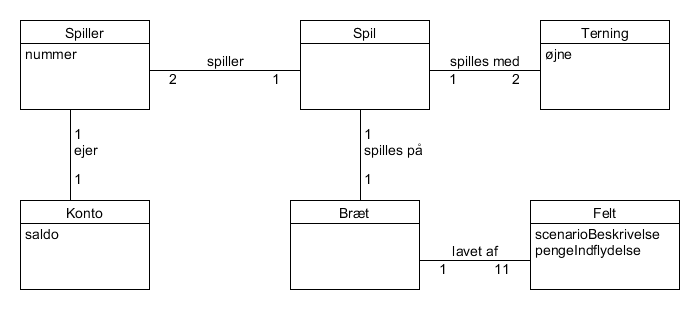 Spiller
nummer
spiller
2
1
Spil
spilles med
1
2
Terning
øjne
1
ejer
1
1
spilles på
1
Konto
saldo
Bræt
lavet af
1
11
Felt
scenarioBeskrivelse
pengeIndflydelse